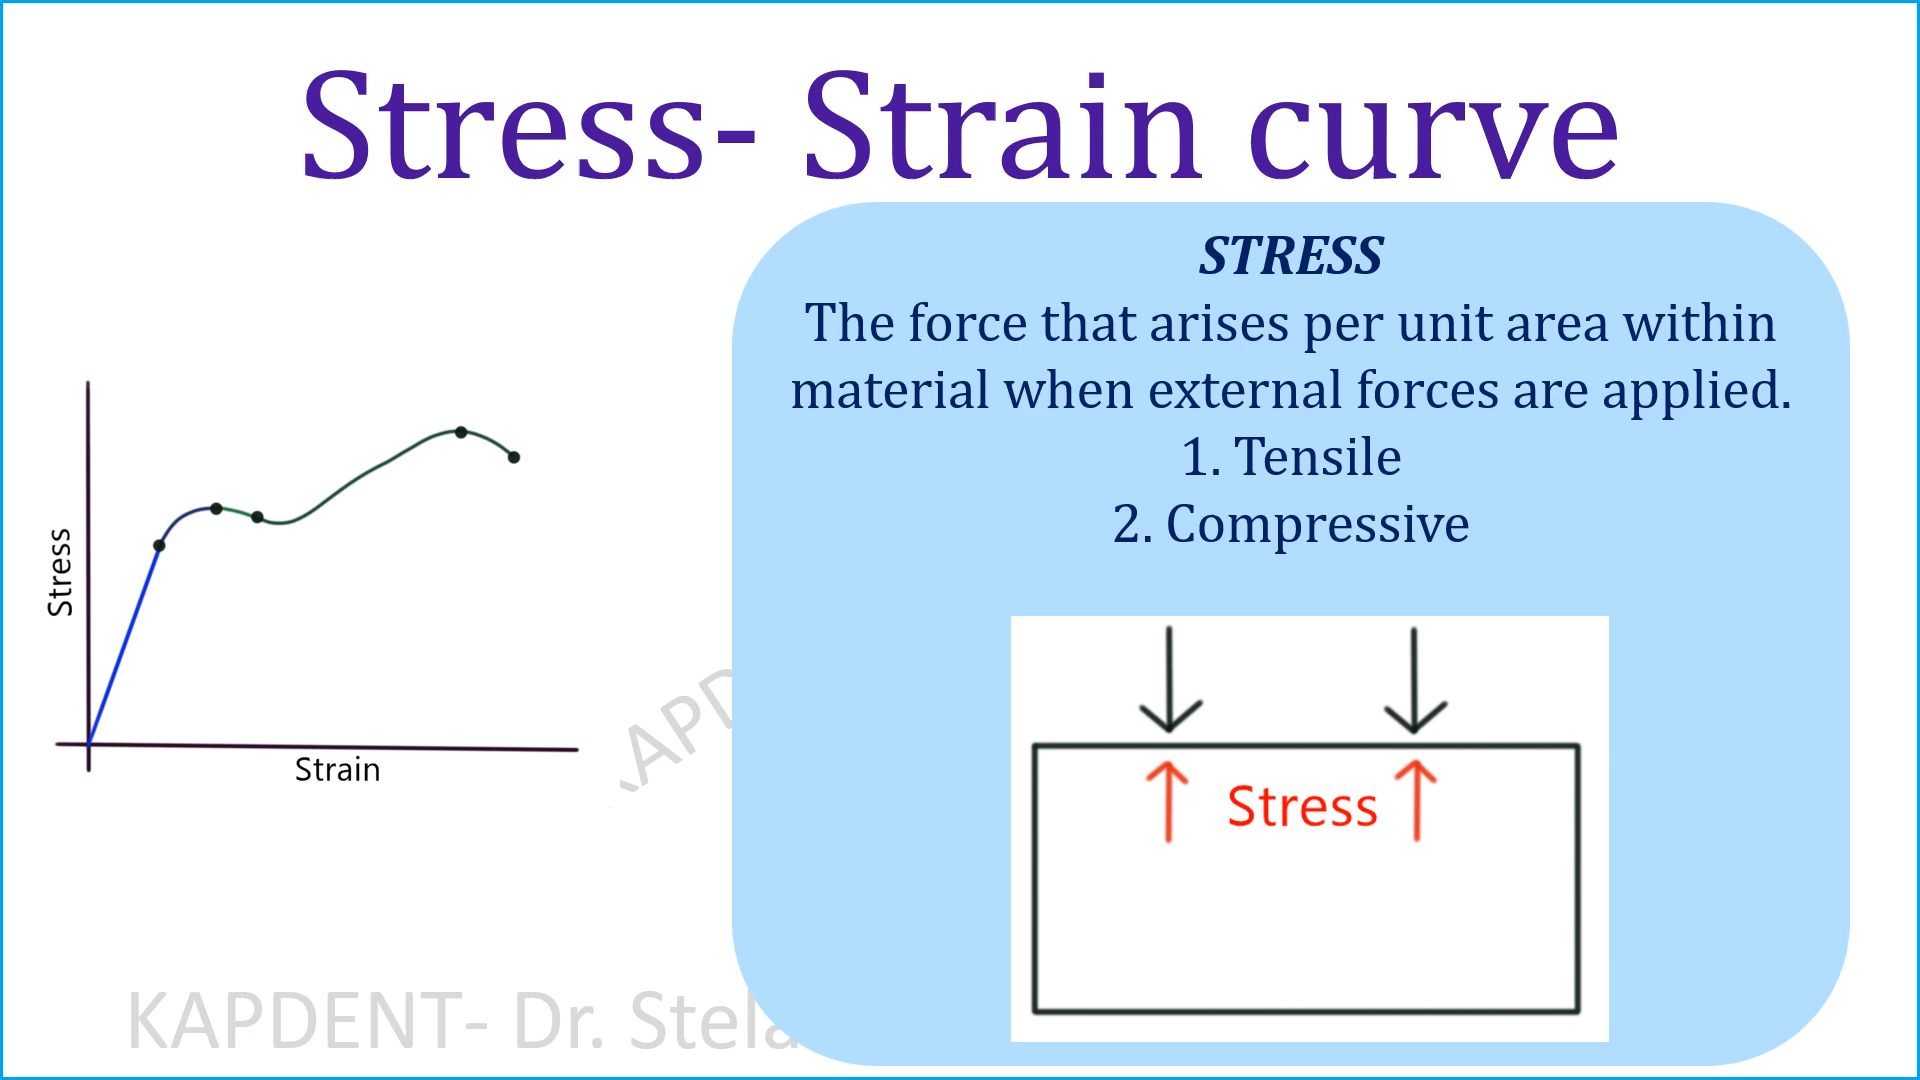 Stress- Strain curve
STRESS
The force that arises per unit area within
material when external forces are applied.
1. Tensile
2. Compressive
Stress
Strain
Stress
KAPDENT- Dr.